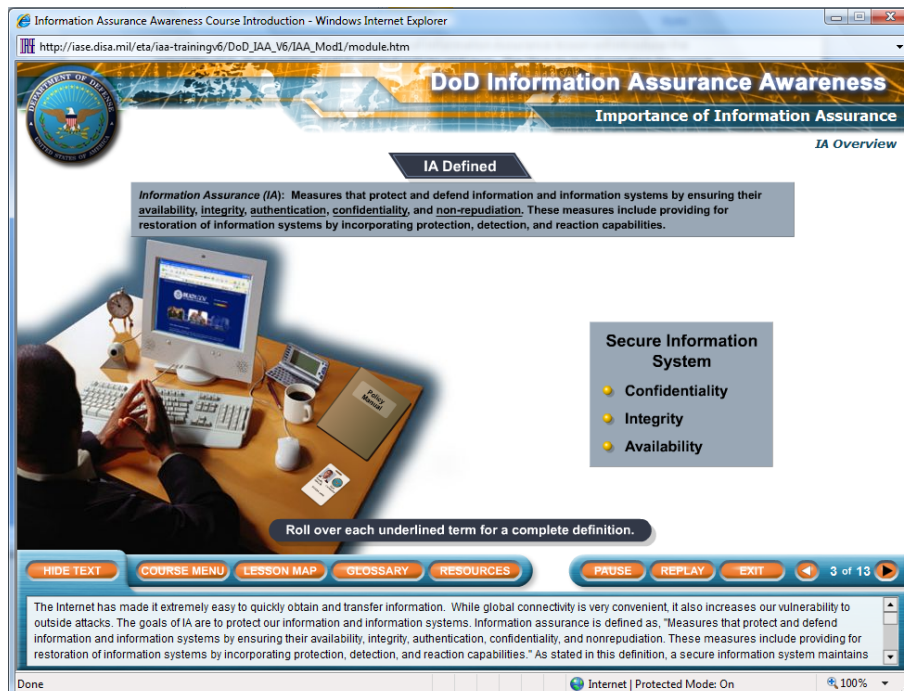 Information Assurance Awareness Course Introduction - Windows Internet Explorer
http://iase.disa.mil/eta/iaa-trainingv6/DoD_IAA_V6/IAA_Mod1/module.htm
DEPARTMENT OF DEFENSE
UNITED STATES OF AMERICA
DoD Information Assurance Awareness
Importance of Information Assurance
IA Overview
IA Defined
Information Assurance (IA): Measures that protect and defend information and information systems by ensuring their
availability, integrity, authentication, confidentiality, and non-repudiation. These measures include providing for
restoration of information systems by incorporating protection, detection, and reaction capabilities.
Policy
Manual
Secure Information
System
Confidentiality
Integrity
Availability
Roll over each underlined term for a complete definition.
HIDE TEXT COURSE MENU LESSON MAP GLOSSARY RESOURCES PAUSE REPLAY EXIT 3 of 13
The Internet has made it extremely easy to quickly obtain and transfer information. While global connectivity is very convenient, it also increases our vulnerability to
outside attacks. The goals of IA are to protect our information and information systems. Information assurance is defined as, "Measures that protect and defend
information and information systems by ensuring their availability, integrity, authentication, confidentiality, and nonrepudiation. These measures include providing for
restoration of information systems by incorporating protection, detection, and reaction capabilities." As stated in this definition, a secure information system maintains
Done Internet | Protected Mode: On 100%